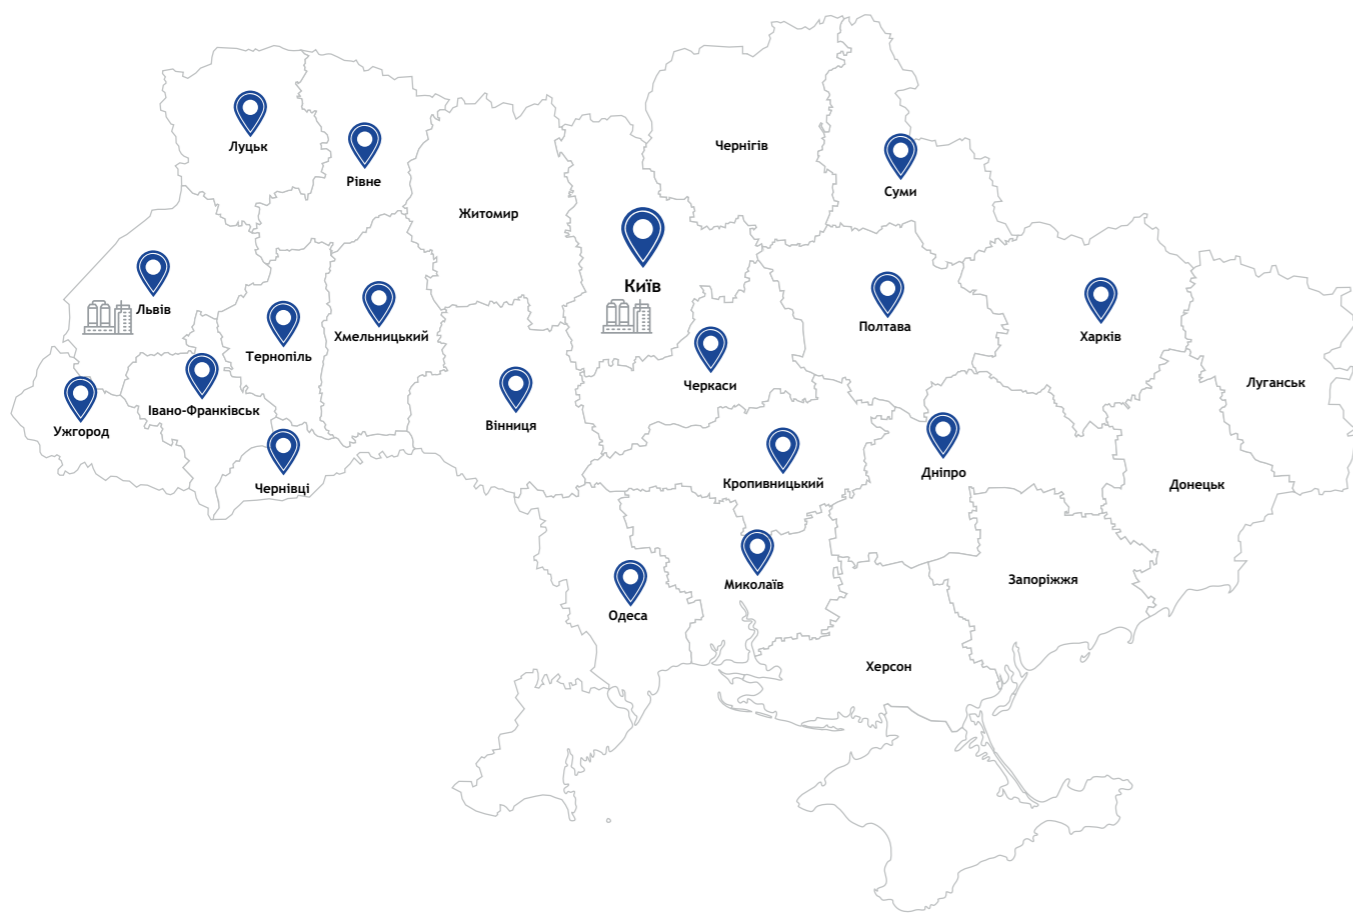 Луцьк
Рівне
Чернігів
Суми
Житомир
Київ
Львів
Тернопіль
Хмельницький
Полтава
Харків
Черкаси
Луганськ
Івано-Франківськ
Ужгород
Вінниця
Чернівці
Кропивницький
Дніпро
Донецьк
Миколаїв
Запоріжжя
Одеса
Херсон